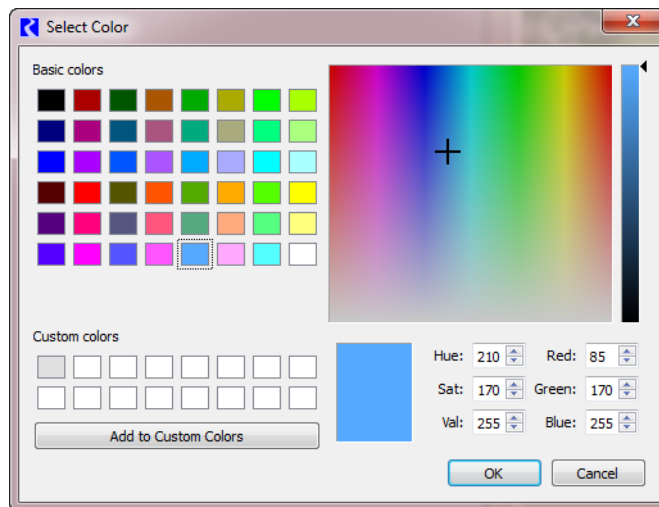 Select Color
Basic colors
Custom colors
Add to Custom Colors
Hue: 210 Red: 85
Sat: 170 Green: 170
Val: 255 Blue: 255
OK Cancel